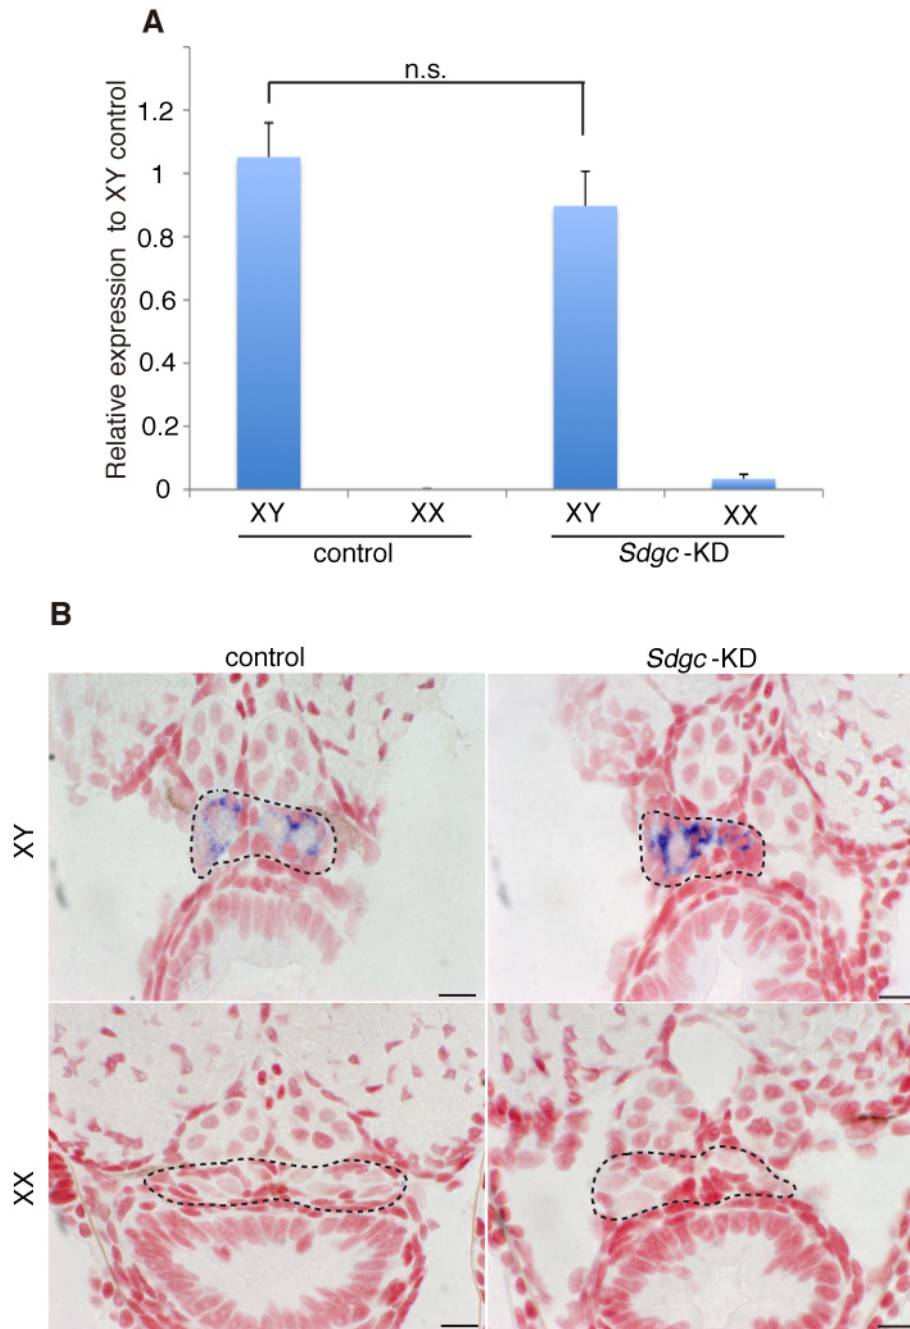 A
n.s.
Relative expression to XY control
1.2
1
0.8
0.6
0.4
0.2
0
XY XX XY XX
control Sdgc -KD
B
control Sdgc -KD
XY
XX